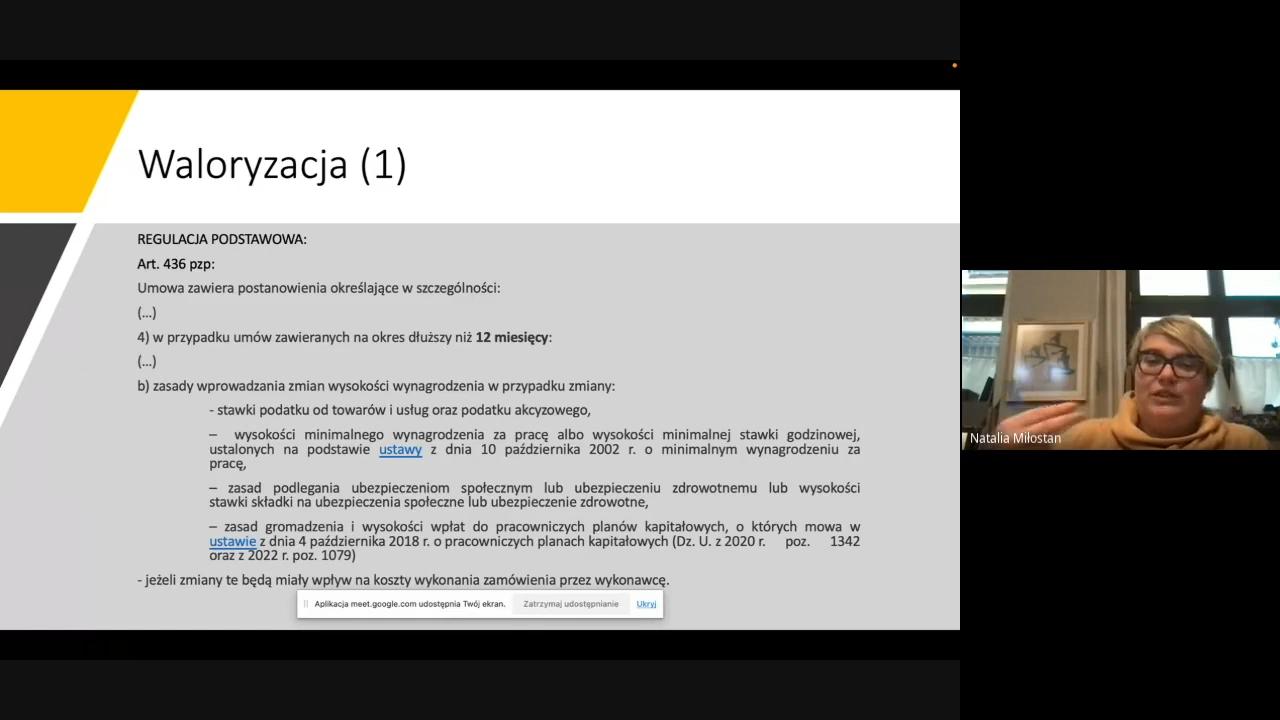 Waloryzacja (1)
REGULACJA PODSTAWOWA:
Art. 436 pzp:
Umowa zawiera postanowienia określające w szczególności:
(...)
4) w przypadku umów zawieranych na okres dłuższy niż 12 miesięcy:
(...)
b) zasady wprowadzania zmian wysokości wynagrodzenia w przypadku zmiany:
- stawki podatku od towarów i usług oraz podatku akcyzowego,
– wysokości minimalnego wynagrodzenia za pracę albo wysokości minimalnej stawki godzinowej,
ustalonych na podstawie ustawy z dnia 10 października 2002 r. o minimalnym wynagrodzeniu za
pracę,
– zasad podlegania ubezpieczeniom społecznym lub ubezpieczeniu zdrowotnemu lub wysokości
stawki składki na ubezpieczenia społeczne lub ubezpieczenie zdrowotne,
– zasad gromadzenia i wysokości wpłat do pracowniczych planów kapitałowych, o których mowa w
ustawie z dnia 4 października 2018 r. o pracowniczych planach kapitałowych (Dz. U. z 2020 r. poz. 1342
oraz z 2022 r. poz. 1079)
- jeżeli zmiany te będą miały wpływ na koszty wykonania zamówienia przez wykonawcę.
Aplikacja meet.google.com udostępnia Twój ekran. Zatrzymaj udostępnianie Ukryj
Natalia Miłostan